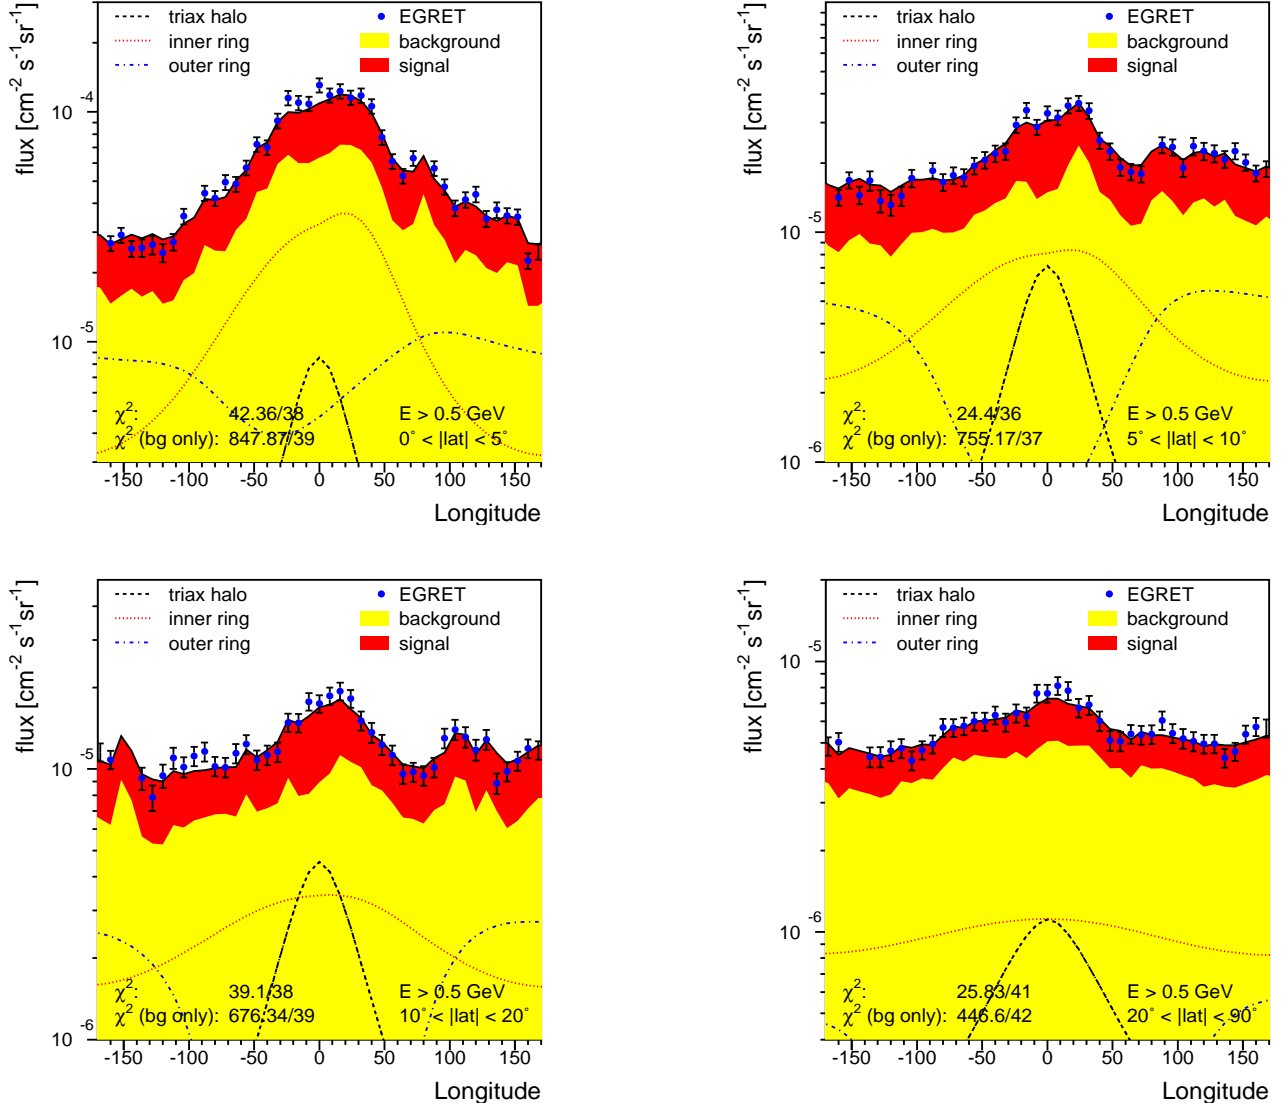 triax halo
EGRET
inner ring
background
outer ring
signal
flux [cm-2 s-1sr-1]
10 -4
10 -5
χ2: 42.36/38 E > 0.5 GeV
χ2 (bg only): 847.87/39 0° < |lat| < 5°
-150 -100 -50 0 50 100 150
Longitude
triax halo
EGRET
inner ring
background
outer ring
signal
flux [cm-2 s-1sr-1]
10 -5
10 -6
χ2: 24.4/36 E > 0.5 GeV
χ2 (bg only): 755.17/37 5° < |lat| < 10°
-150 -100 -50 0 50 100 150
Longitude
triax halo
EGRET
inner ring
background
outer ring
signal
flux [cm-2 s-1sr-1]
10 -5
10 -6
χ2: 39.1/38 E > 0.5 GeV
χ2 (bg only): 676.34/39 10° < |lat| < 20°
-150 -100 -50 0 50 100 150
Longitude
triax halo
EGRET
inner ring
background
outer ring
signal
flux [cm-2 s-1sr-1]
10 -5
10 -6
χ2: 25.83/41 E > 0.5 GeV
χ2 (bg only): 446.6/42 20° < |lat| < 90°
-150 -100 -50 0 50 100 150
Longitude